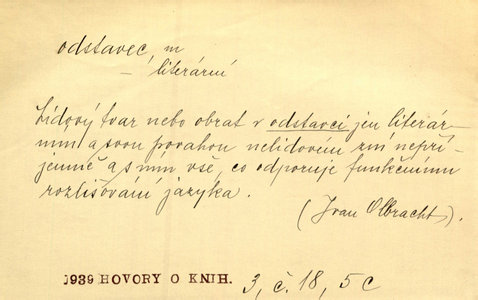 odstavec m
– literární
Lidový tvar nebo obrat v odstavci jen literár-
ním a svou povahou nelidovém zní nepří-
jemně a s ním vše, co odporuje funkčnímu
rozlišování jazyka.
(Ivan Olbracht).
1939 HOVORY O KNIH. 3, č. 18, 5 c